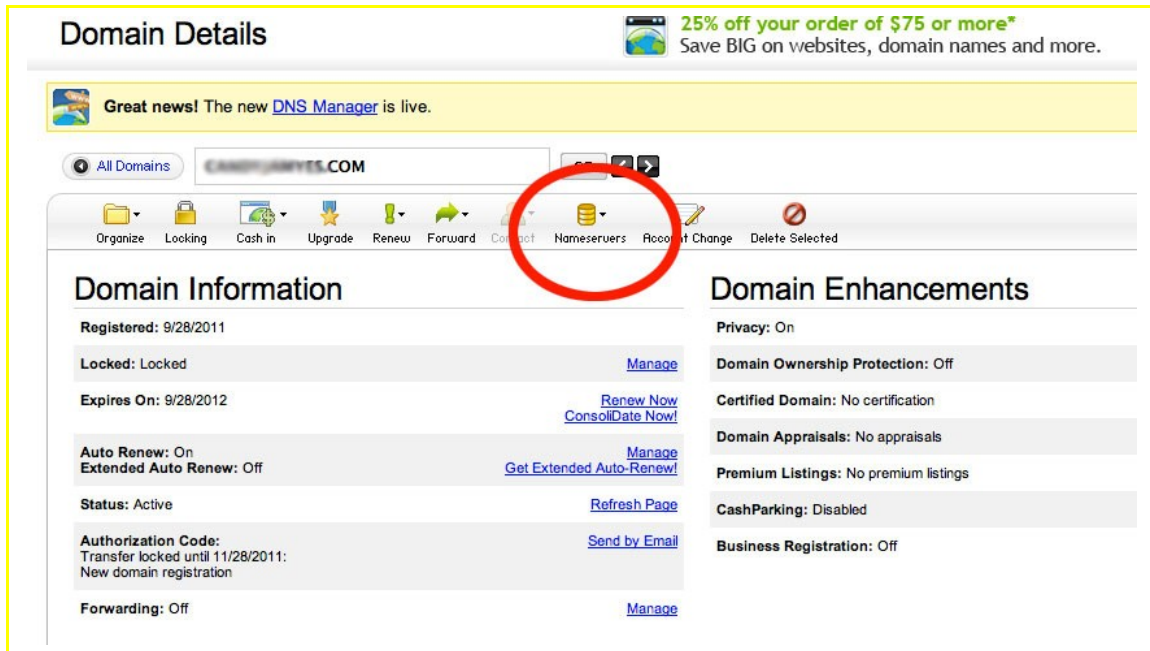 Domain Details
25% off your order of $75 or more*
Save BIG on websites, domain names and more.
Great news! The new DNS Manager is live.
All Domains
.COM
Organize Locking Cash in Upgrade Renew Forward Contact Nameservers Account Change Delete Selected
Domain Information
Registered: 9/28/2011
Locked: Locked Manage
Expires On: 9/28/2012 Renew Now
ConsoliDate Now!
Auto Renew: On Manage
Extended Auto Renew: Off Get Extended Auto-Renew!
Status: Active Refresh Page
Authorization Code: Send by Email
Transfer locked until 11/28/2011:
New domain registration
Forwarding: Off Manage
Domain Enhancements
Privacy: On
Domain Ownership Protection: Off
Certified Domain: No certification
Domain Appraisals: No appraisals
Premium Listings: No premium listings
CashParking: Disabled
Business Registration: Off